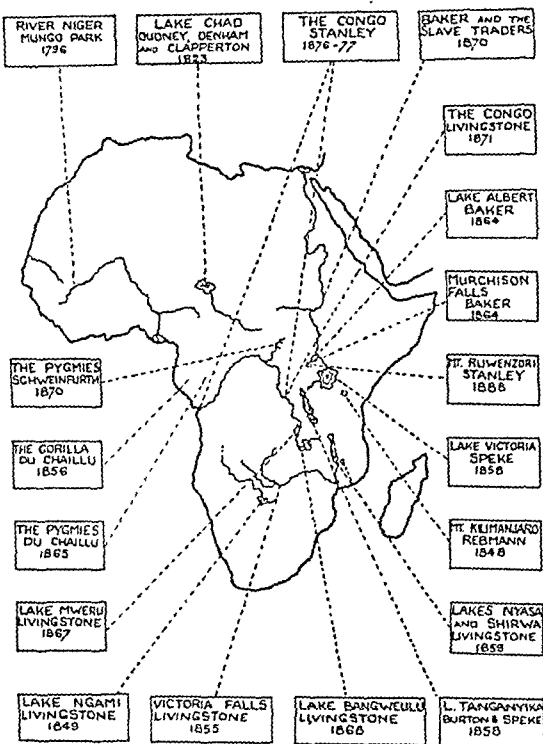 RIVER NIGER
MUNGO PARK
1796
LAKE CHAD
OUDNEY, DENHAM
AND CLAPPERTON
1823
THE CONGO
STANLEY
1876-77
BAKER AND THE
SLAVE TRADERS
1870
THE CONGO
LIVINGSTONE
1871
LAKE ALBERT
BAKER
1864
MURCHISON
FALLS
BAKER
1864
MT. RUWENZORI
STANLEY
1888
LAKE VICTORIA
SPEKE
1858
MT. KILIMANJARO
REBMANN
1848
LAKES NYASA
AND SHIRWA
LIVINGSTONE
1859
THE PYGMIES
SCHWEINFURTH
1870
THE GORILLA
DU CHAILLU
1856
THE PYGMIES
DU CHAILLU
1865
LAKE MWERU
LIVINGSTONE
1867
LAKE NGAMI
LIVINGSTONE
1849
VICTORIA FALLS
LIVINGSTONE
1855
LAKE BANGWEULU
LIVINGSTONE
1868
L. TANGANYIKA
BURTON & SPEKE
1858